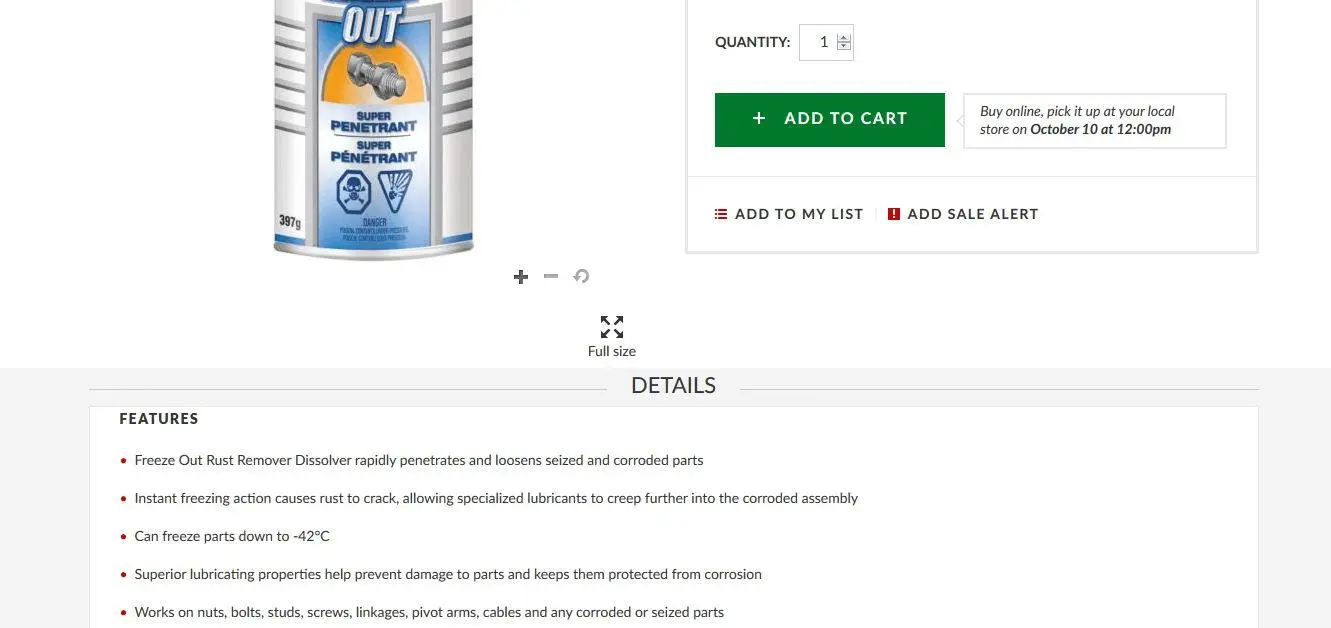 OUT
SUPER
PENETRANT
SUPER
PÉNÉTRANT
397g
DANGER
QUANTITY: 1
+ ADD TO CART
Buy online, pick it up at your local
store on October 10 at 12:00pm
ADD TO MY LIST
ADD SALE ALERT
Full size
DETAILS
FEATURES
• Freeze Out Rust Remover Dissolver rapidly penetrates and loosens seized and corroded parts
• Instant freezing action causes rust to crack, allowing specialized lubricants to creep further into the corroded assembly
• Can freeze parts down to -42°C
• Superior lubricating properties help prevent damage to parts and keeps them protected from corrosion
• Works on nuts, bolts, studs, screws, linkages, pivot arms, cables and any corroded or seized parts